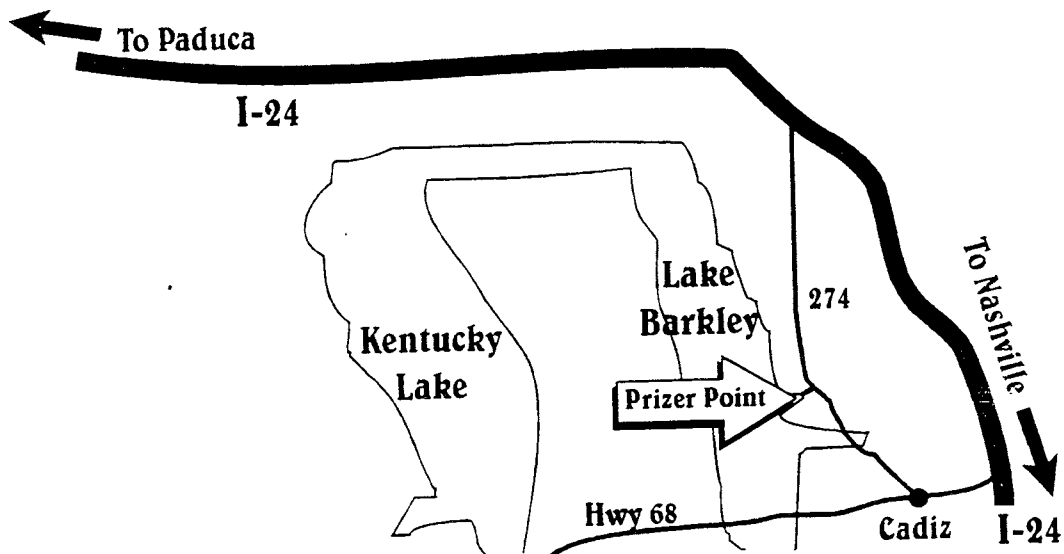 To Paduca
I-24
To Nashville
Lake
Barkley
274
Kentucky
Lake
Prizer Point
Hwy 68
Cadiz
I-24